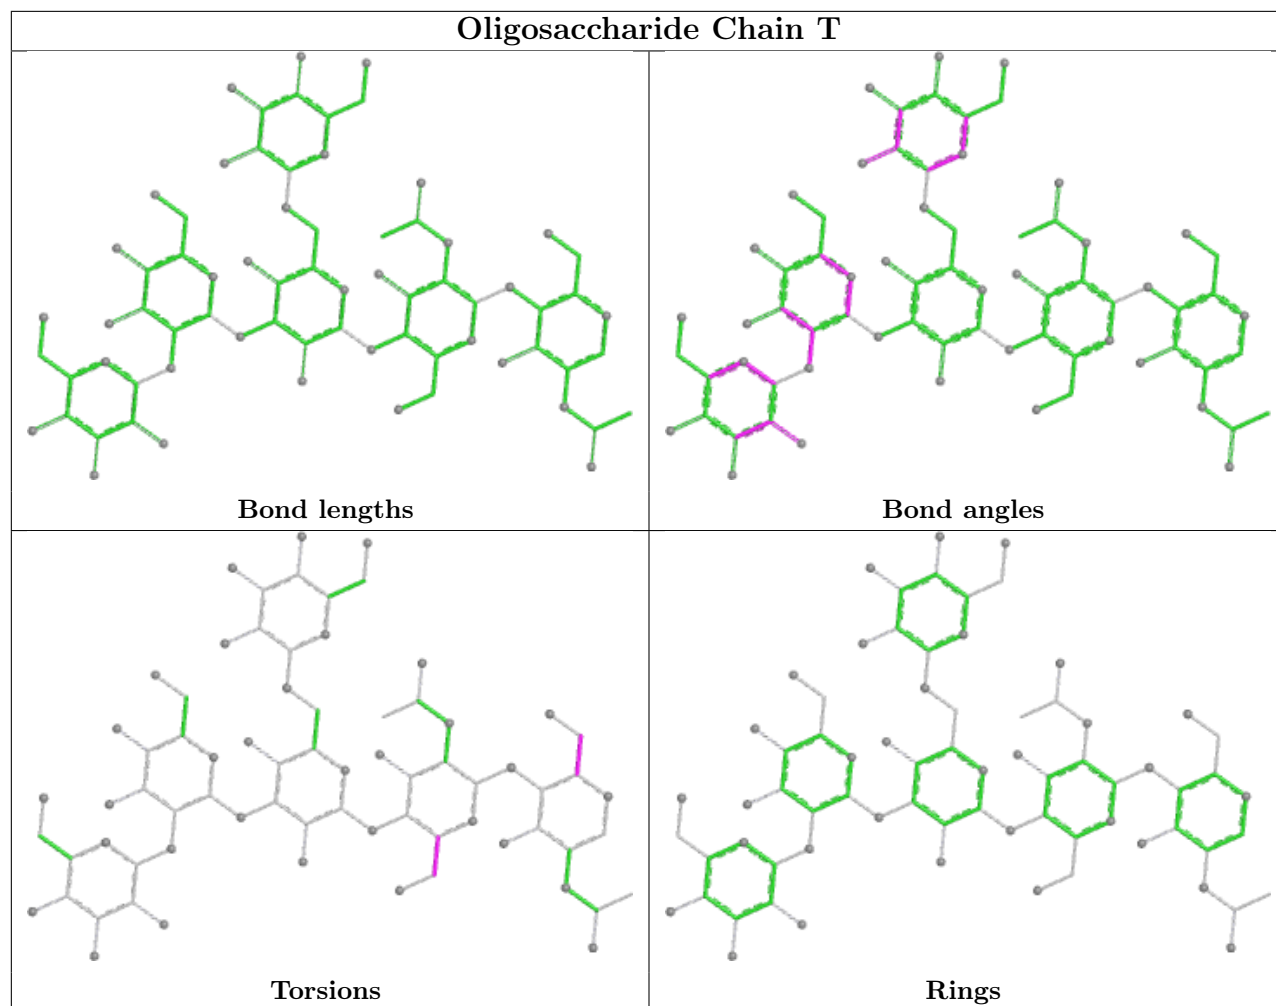 Oligosaccharide Chain T
Bond lengths
Bond angles
Torsions
Rings